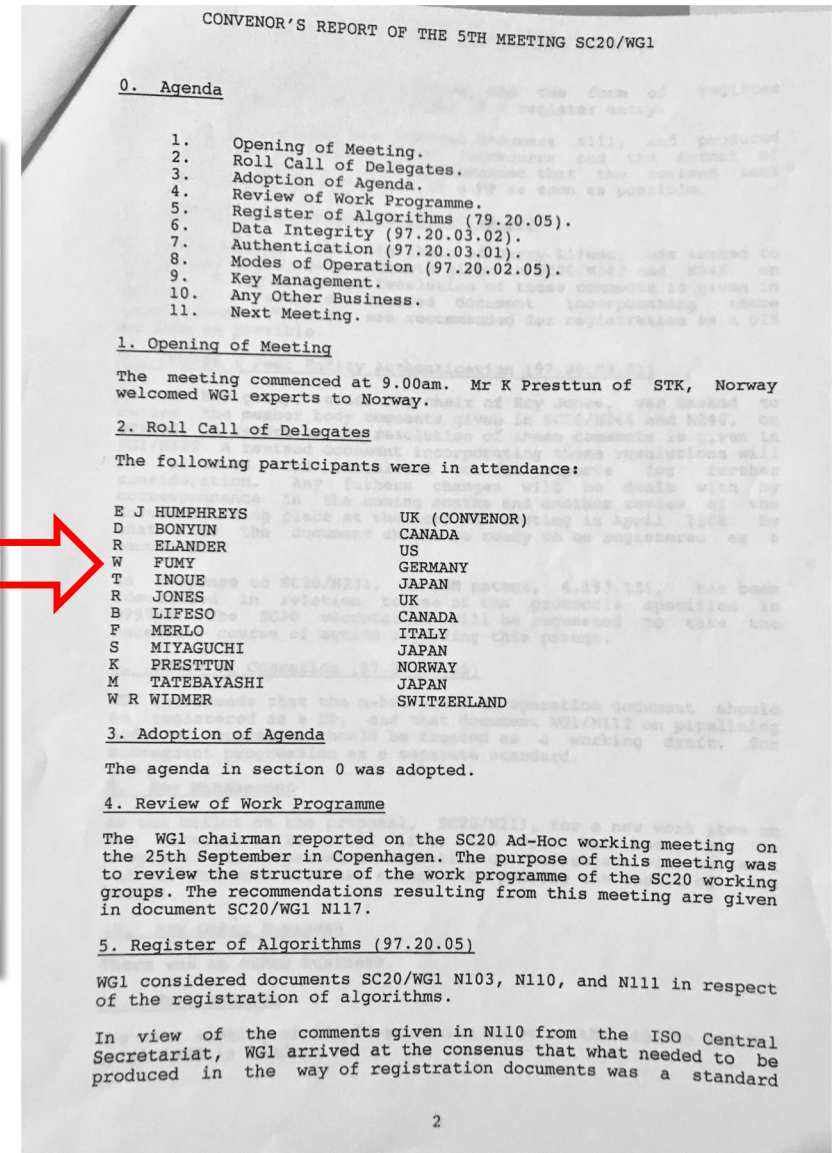 CONVENOR'S REPORT OF THE 5TH MEETING SC20/WG1
0. Agenda
1. Opening of Meeting.
2. Roll Call of Delegates.
3. Adoption of Agenda.
4. Review of Work Programme.
5. Register of Algorithms (79.20.05).
6. Data Integrity (97.20.03.02).
7. Authentication (97.20.03.01).
8. Modes of Operation (97.20.02.05).
9. Key Management.
10. Any Other Business.
11. Next Meeting.
1. Opening of Meeting
The meeting commenced at 9.00am. Mr K Presttun of STK, Norway
welcomed WG1 experts to Norway.
2. Roll Call of Delegates
The following participants were in attendance:
E J HUMPHREYS UK (CONVENOR)
D BONYUN CANADA
R ELANDER US
W FUMY GERMANY
T INOUE JAPAN
R JONES UK
B LIFESO CANADA
F MERLO ITALY
S MIYAGUCHI JAPAN
K PRESTTUN NORWAY
M TATEBAYASHI JAPAN
W R WIDMER SWITZERLAND
3. Adoption of Agenda
The agenda in section 0 was adopted.
4. Review of Work Programme
The WG1 chairman reported on the SC20 Ad-Hoc working meeting on
the 25th September in Copenhagen. The purpose of this meeting was
to review the structure of the work programme of the SC20 working
groups. The recommendations resulting from this meeting are given
in document SC20/WG1 N117.
5. Register of Algorithms (97.20.05)
WG1 considered documents SC20/WG1 N103, N110, and N111 in respect
of the registration of algorithms.
In view of the comments given in N110 from the ISO Central
Secretariat, WG1 arrived at the consenus that what needed to be
produced in the way of registration documents was a standard
2